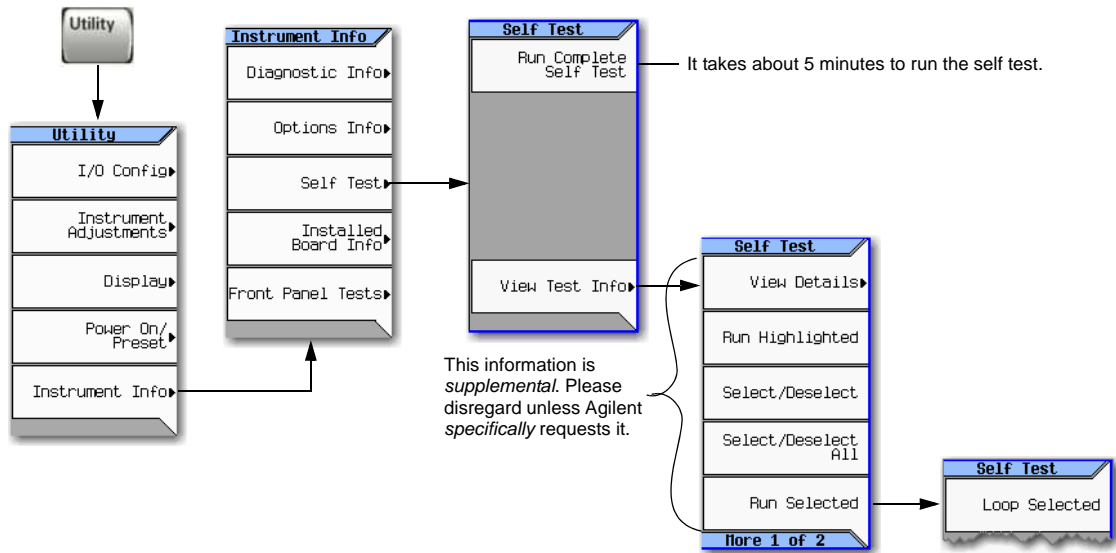 Utility
Utility
I/O Config
Instrument
Adjustments
Display
Power On/
Preset
Instrument Info
Instrument Info
Diagnostic Info
Options Info
Self Test
Installed
Board Info
Front Panel Tests
Self Test
Run Complete
Self Test
View Test Info
It takes about 5 minutes to run the self test.
This information is
supplemental. Please
disregard unless Agilent
specifically requests it.
Self Test
View Details
Run Highlighted
Select/Deselect
Select/Deselect
All
Run Selected
More 1 of 2
Self Test
Loop Selected